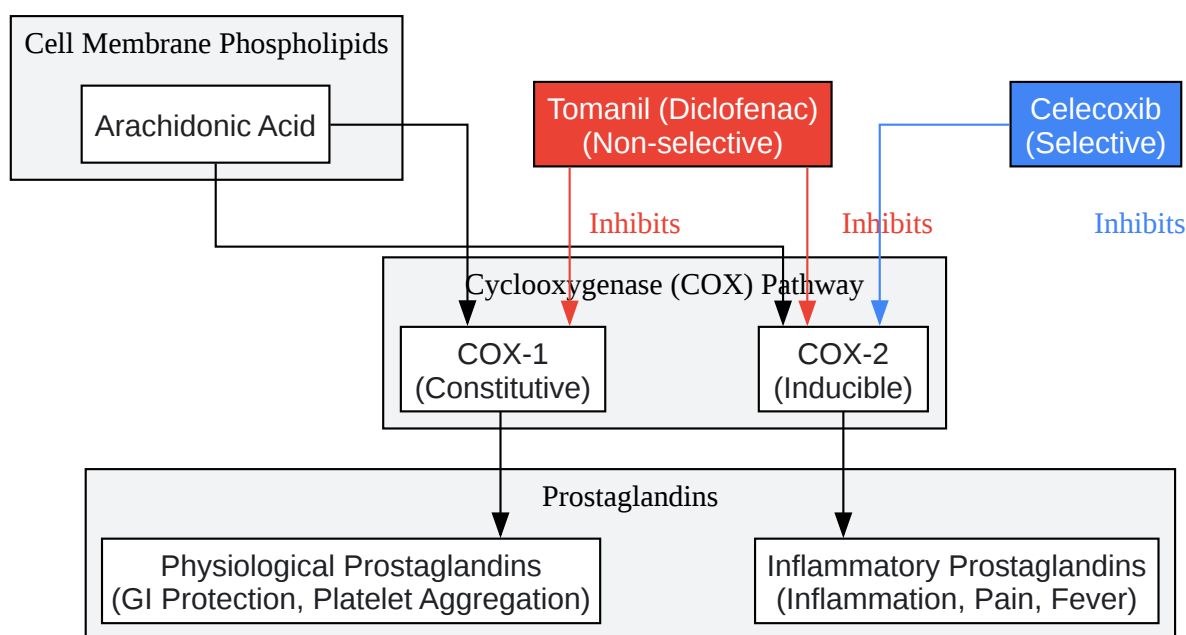 Cell Membrane Phospholipids
Arachidonic Acid
Tomanil (Diclofenac)
(Non-selective)
Celecoxib
(Selective)
Inhibits
Inhibits
Inhibits
Cyclooxygenase (COX) Pathway
COX-1
(Constitutive)
COX-2
(Inducible)
Prostaglandins
Physiological Prostaglandins
(GI Protection, Platelet Aggregation)
Inflammatory Prostaglandins
(Inflammation, Pain, Fever)